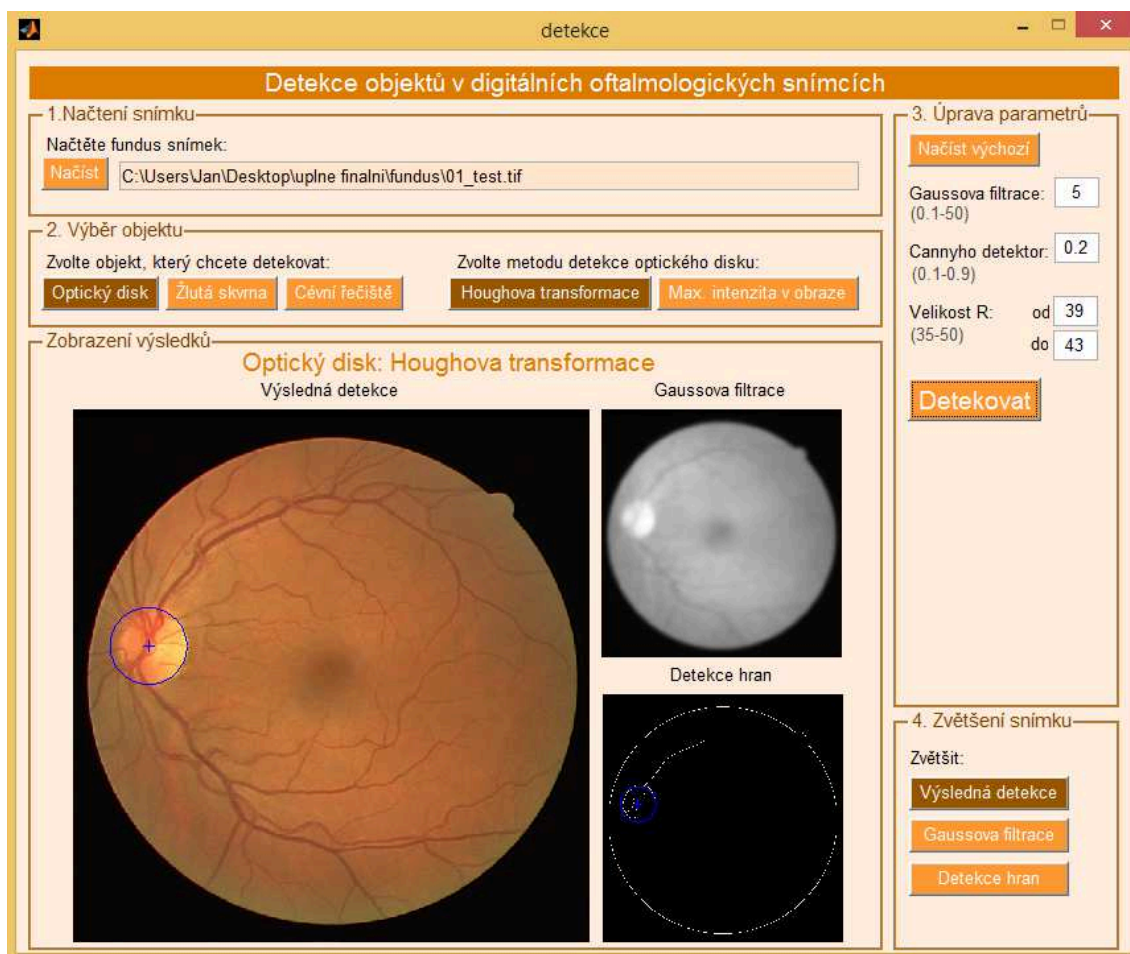 detekce
Detekce objektů v digitálních oftalmologických snímcích
1.Načtení snímku
Načtěte fundus snímek:
Načíst C:\Users\Jan\Desktop\uplne finalni\fundus\01_test.tif
2. Výběr objektu
Zvolte objekt, který chcete detekovat:
Optický disk Žlutá skvrna Cévní řečiště
Zvolte metodu detekce optického disku:
Houghova transformace Max. intenzita v obraze
Zobrazení výsledků
Optický disk: Houghova transformace
Výsledná detekce
Gaussova filtrace
Detekce hran
3. Úprava parametrů
Načíst výchozí
Gaussova filtrace: 5
(0.1-50)
Cannyho detektor: 0.2
(0.1-0.9)
Velikost R: od 39
(35-50) do 43
Detekovat
4. Zvětšení snímku
Zvětšit:
Výsledná detekce
Gaussova filtrace
Detekce hran